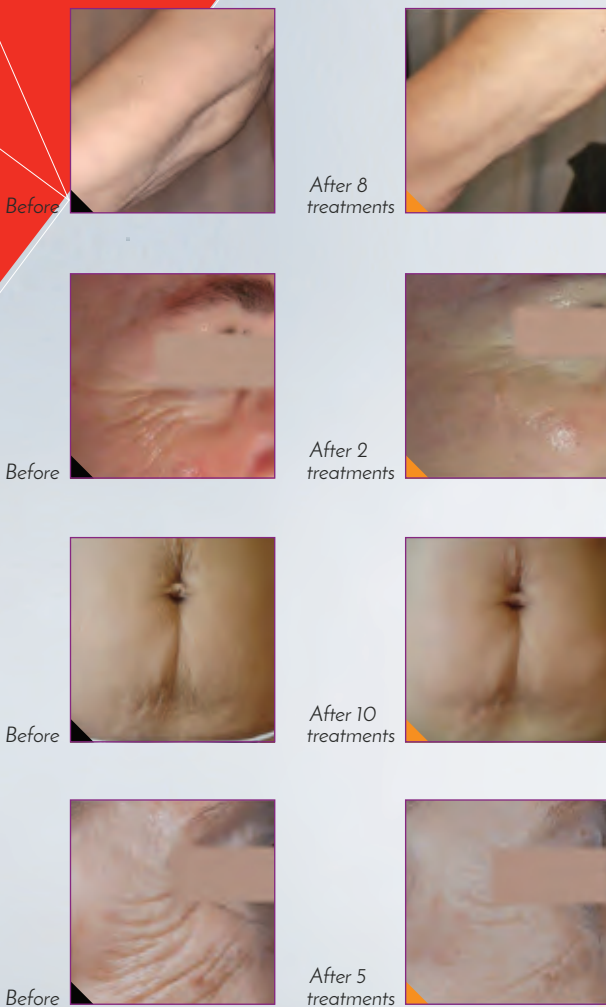 Before
After 8
treatments
Before
After 2
treatments
Before
After 10
treatments
Before
After 5
treatments